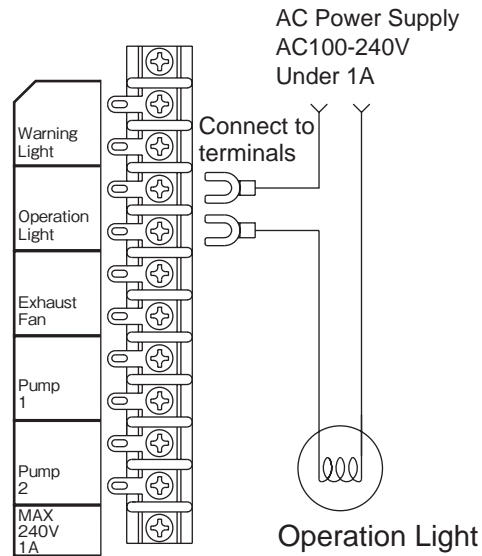 AC Power Supply
AC100-240V
Under 1A
Connect to
terminals
Warning
Light
Operation
Light
Exhaust
Fan
Pump
1
Pump
2
MAX
240V
1A
Operation Light